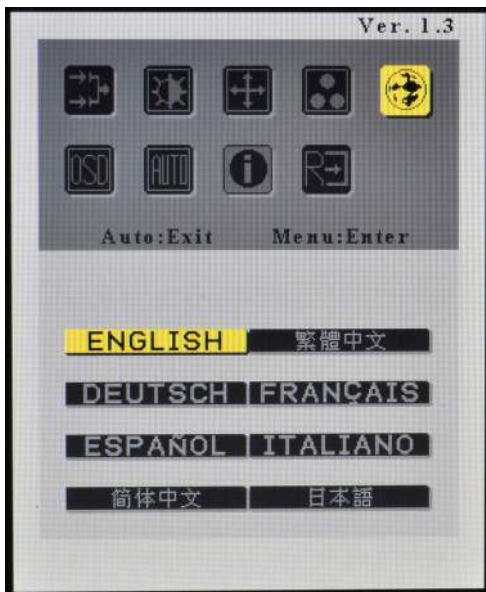 Ver. 1.3
OSD AUTO i R
Auto:Exit Menu:Enter
ENGLISH 繁體中文
DEUTSCH FRANÇAIS
ESPAÑOL ITALIANO
简体中文 日本語